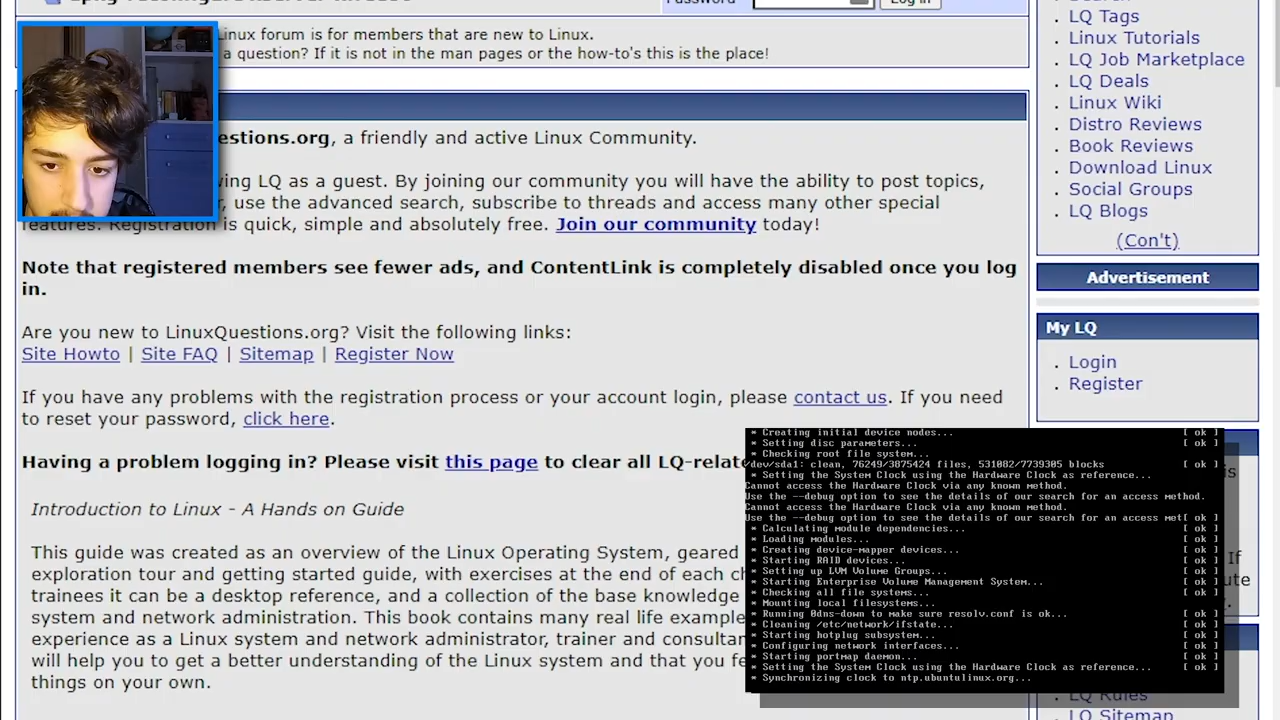 Log in
Linux forum is for members that are new to Linux.
a question? If it is not in the man pages or the how-to's this is the place!
estions.org, a friendly and active Linux Community.
ving LQ as a guest. By joining our community you will have the ability to post topics,
, use the advanced search, subscribe to threads and access many other special
features. Registration is quick, simple and absolutely free. Join our community today!
Note that registered members see fewer ads, and ContentLink is completely disabled once you log
in.
Are you new to LinuxQuestions.org? Visit the following links:
Site Howto | Site FAQ | Sitemap | Register Now
If you have any problems with the registration process or your account login, please contact us. If you need
to reset your password, click here.
Having a problem logging in? Please visit this page to clear all LQ-relate
Introduction to Linux - A Hands on Guide
This guide was created as an overview of the Linux Operating System, geared
exploration tour and getting started guide, with exercises at the end of each ch
trainees it can be a desktop reference, and a collection of the base knowledge
system and network administration. This book contains many real life example
experience as a Linux system and network administrator, trainer and consultan
will help you to get a better understanding of the Linux system and that you fe
things on your own.
. LQ Tags
. Linux Tutorials
. LQ Job Marketplace
. LQ Deals
. Linux Wiki
. Distro Reviews
. Book Reviews
. Download Linux
. Social Groups
. LQ Blogs
(Con't)
Advertisement
My LQ
. Login
. Register
* Creating initial device nodes... [ ok ]
* Setting disc parameters... [ ok ]
* Checking root file system...
/dev/sda1: clean, 76249/3875424 files, 531082/7739305 blocks [ ok ]
* Setting the System Clock using the Hardware Clock as reference...
Cannot access the Hardware Clock via any known method.
Use the --debug option to see the details of our search for an access method.
Cannot access the Hardware Clock via any known method.
Use the --debug option to see the details of our search for an access met[ ok ]
* Calculating module dependencies... [ ok ]
* Loading modules... [ ok ]
* Creating device-mapper devices... [ ok ]
* Starting RAID devices... [ ok ]
* Setting up LVM Volume Groups... [ ok ]
* Starting Enterprise Volume Management System... [ ok ]
* Checking all file systems... [ ok ]
* Mounting local filesystems... [ ok ]
* Running 0dns-down to make sure resolv.conf is ok... [ ok ]
* Cleaning /etc/network/ifstate... [ ok ]
* Starting hotplug subsystem... [ ok ]
* Configuring network interfaces... [ ok ]
* Starting portmap daemon... [ ok ]
* Setting the System Clock using the Hardware Clock as reference... [ ok ]
* Synchronizing clock to ntp.ubuntulinux.org...
. LQ Rules
. LQ Sitemap